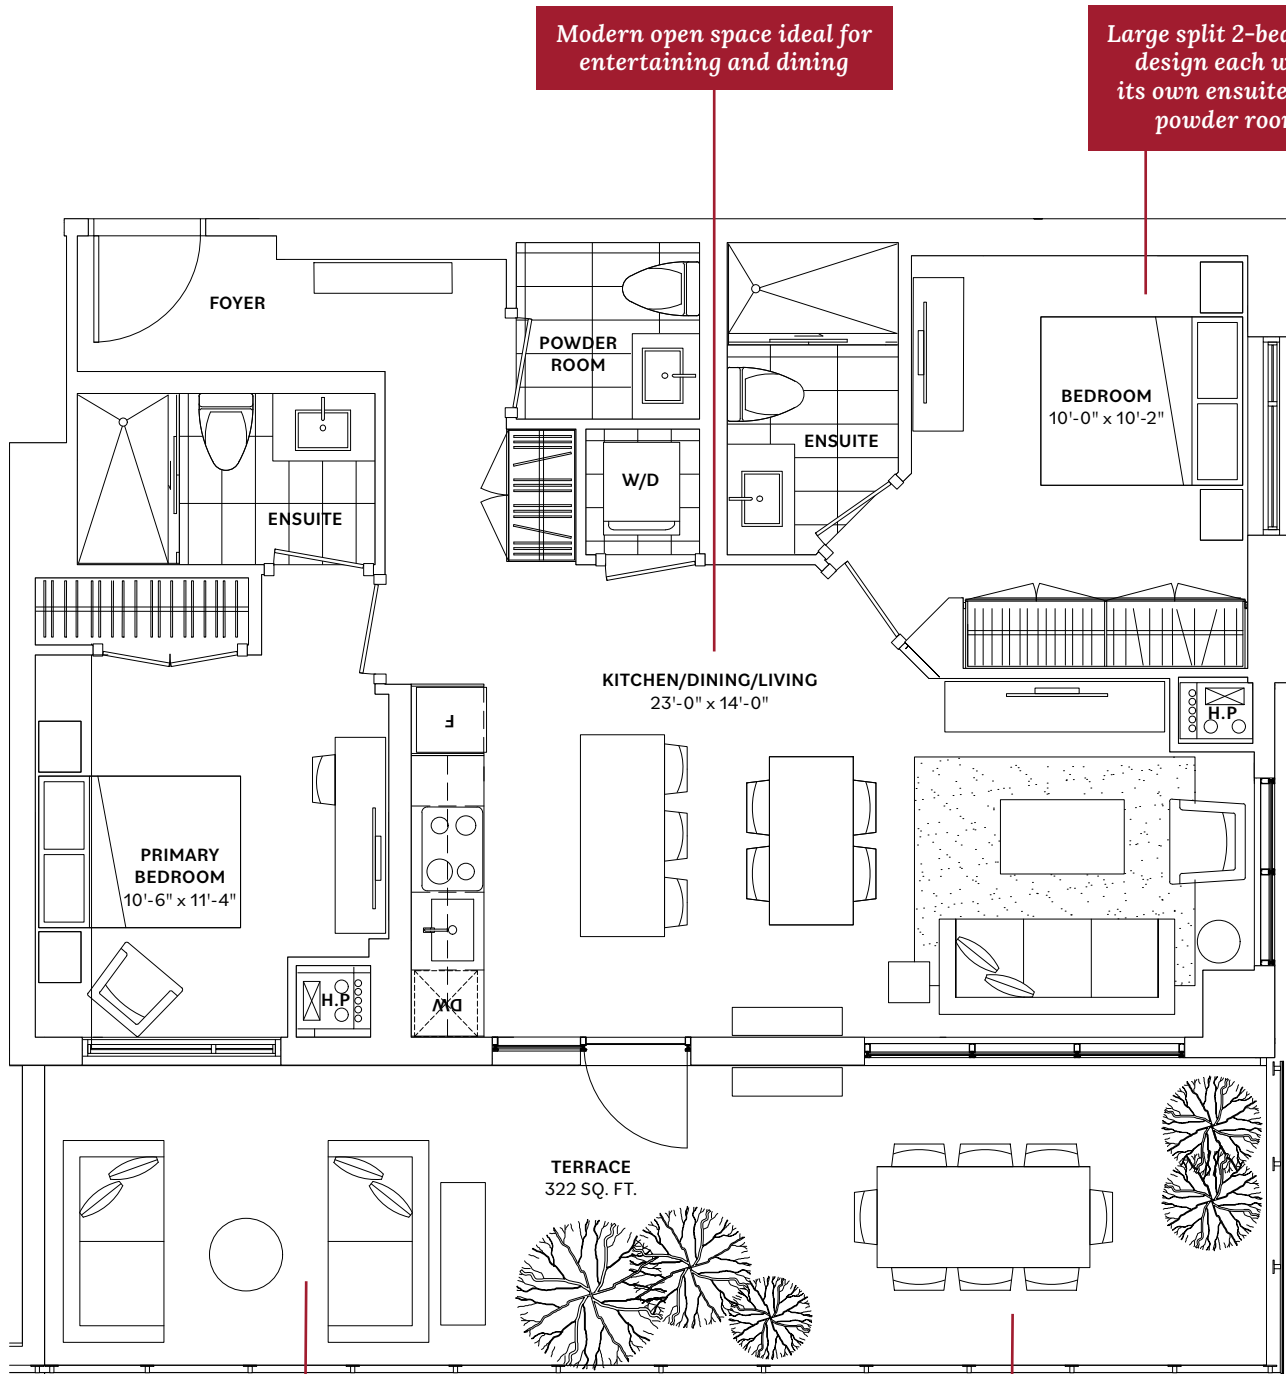 Modern open space ideal for
entertaining and dining
Large split 2-bed
design each w
its own ensuite
powder room
FOYER
POWDER
ROOM
BEDROOM
10'-0" x 10'-2"
ENSUITE
W/D
ENSUITE
KITCHEN/DINING/LIVING
23'-0" x 14'-0"
F
H.P
PRIMARY
BEDROOM
10'-6" x 11'-4"
H.P
DW
TERRACE
322 SQ. FT.